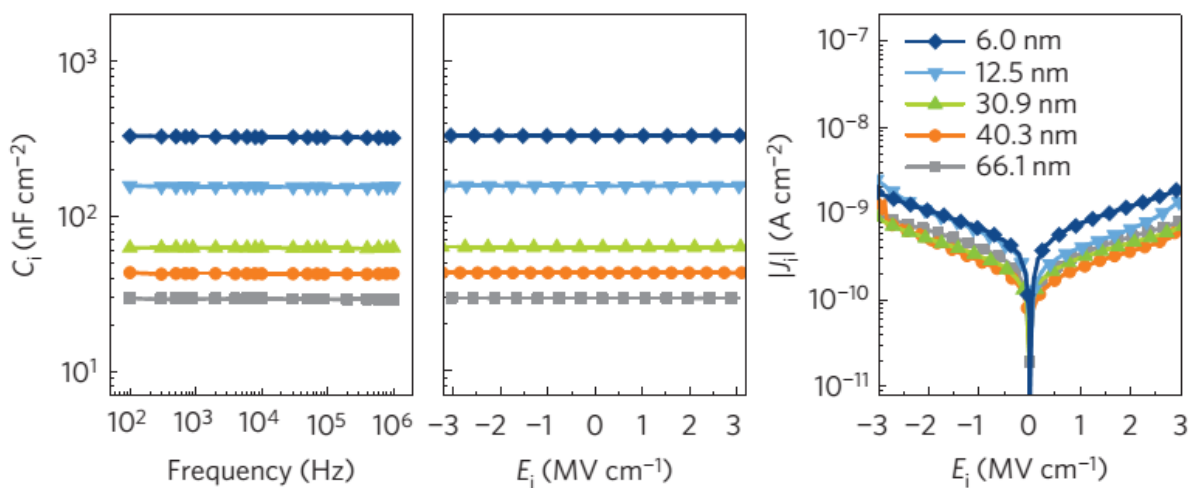 C_i (nF cm⁻²)
10³
10²
10¹
10² 10³ 10⁴ 10⁵ 10⁶
Frequency (Hz)
−3 −2 −1 0 1 2 3
E_i (MV cm⁻¹)
|J_i| (A cm⁻²)
10⁻⁷
10⁻⁸
10⁻⁹
10⁻¹⁰
10⁻¹¹
6.0 nm
12.5 nm
30.9 nm
40.3 nm
66.1 nm
−3 −2 −1 0 1 2 3
E_i (MV cm⁻¹)